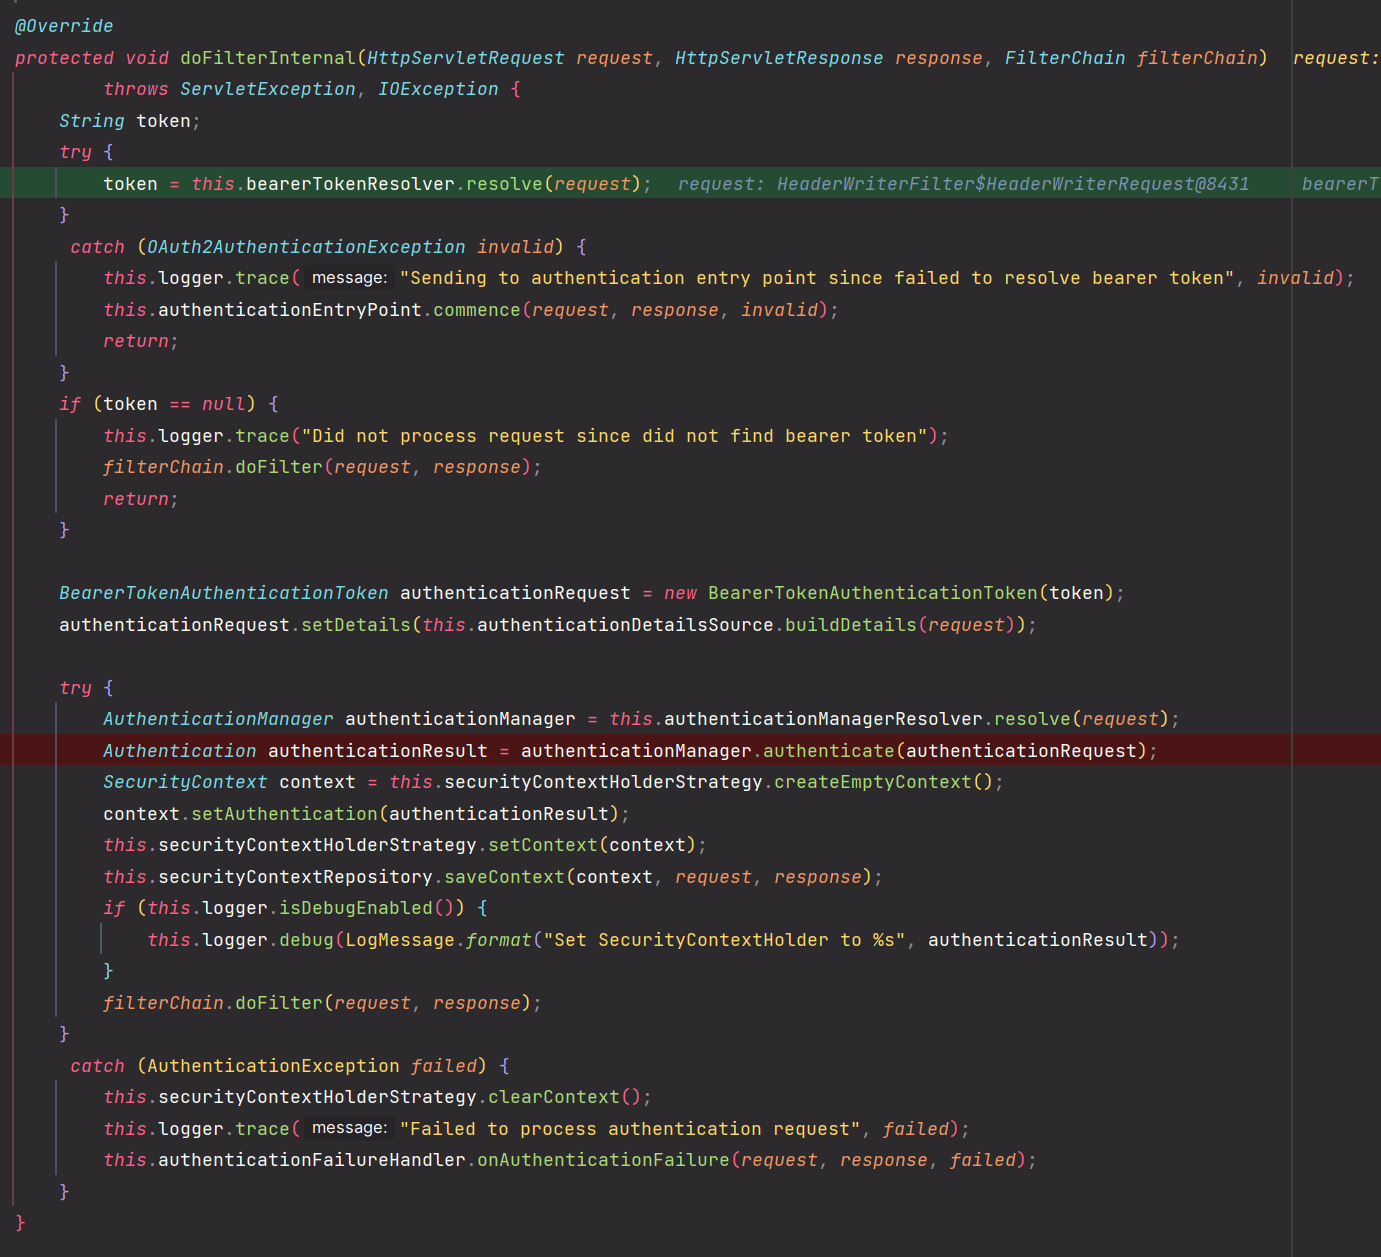 @Override
protected void doFilterInternal(HttpServletRequest request, HttpServletResponse response, FilterChain filterChain)  request:
        throws ServletException, IOException {
    String token;
    try {
        token = this.bearerTokenResolver.resolve(request);  request: HeaderWriterFilter$HeaderWriterRequest@8431    bearerT
    }
     catch (OAuth2AuthenticationException invalid) {
        this.logger.trace( message: "Sending to authentication entry point since failed to resolve bearer token", invalid);
        this.authenticationEntryPoint.commence(request, response, invalid);
        return;
    }
    if (token == null) {
        this.logger.trace("Did not process request since did not find bearer token");
        filterChain.doFilter(request, response);
        return;
    }

    BearerTokenAuthenticationToken authenticationRequest = new BearerTokenAuthenticationToken(token);
    authenticationRequest.setDetails(this.authenticationDetailsSource.buildDetails(request));

    try {
        AuthenticationManager authenticationManager = this.authenticationManagerResolver.resolve(request);
        Authentication authenticationResult = authenticationManager.authenticate(authenticationRequest);
        SecurityContext context = this.securityContextHolderStrategy.createEmptyContext();
        context.setAuthentication(authenticationResult);
        this.securityContextHolderStrategy.setContext(context);
        this.securityContextRepository.saveContext(context, request, response);
        if (this.logger.isDebugEnabled()) {
            this.logger.debug(LogMessage.format("Set SecurityContextHolder to %s", authenticationResult));
        }
        filterChain.doFilter(request, response);
    }
     catch (AuthenticationException failed) {
        this.securityContextHolderStrategy.clearContext();
        this.logger.trace( message: "Failed to process authentication request", failed);
        this.authenticationFailureHandler.onAuthenticationFailure(request, response, failed);
    }
}